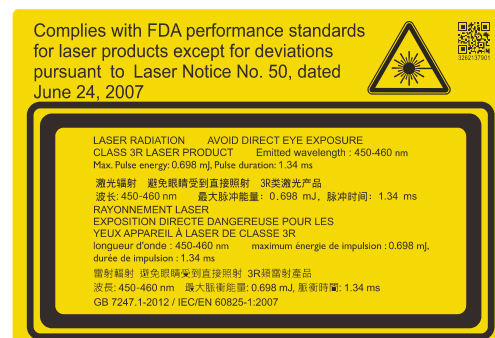 Complies with FDA performance standards
for laser products except for deviations
pursuant to Laser Notice No. 50, dated
June 24, 2007
3262137901
LASER RADIATION AVOID DIRECT EYE EXPOSURE
CLASS 3R LASER PRODUCT Emitted wavelength : 450-460 nm
Max. Pulse energy: 0.698 mJ, Pulse duration: 1.34 ms
激光辐射 避免眼睛受到直接照射 3R类激光产品
波长: 450-460 nm 最大脉冲能量: 0.698 mJ, 脉冲时间: 1.34 ms
RAYONNEMENT LASER
EXPOSITION DIRECTE DANGEREUSE POUR LES
YEUX APPAREIL À LASER DE CLASSE 3R
longueur d'onde : 450-460 nm maximum énergie de impulsion : 0.698 mJ,
durée de impulsion : 1.34 ms
雷射輻射 避免眼睛受到直接照射 3R類雷射產品
波長: 450-460 nm 最大脈衝能量: 0.698 mJ, 脈衝時間: 1.34 ms
GB 7247.1-2012 / IEC/EN 60825-1:2007